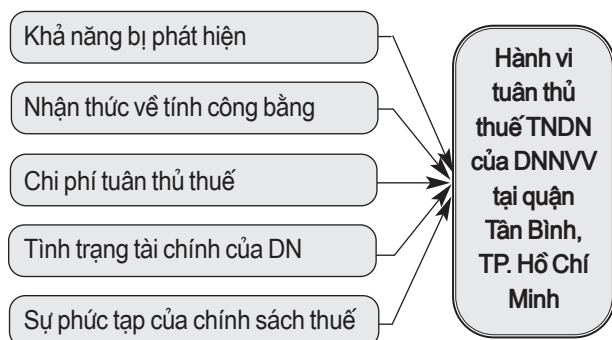 Khả năng bị phát hiện
Nhận thức về tính công bằng
Chi phí tuân thủ thuế
Tình trạng tài chính của DN
Sự phức tạp của chính sách thuế
Hành vi
tuân thủ
thuế TNDN
của DNNVV
tại quận
Tân Bình,
TP. Hồ Chí
Minh